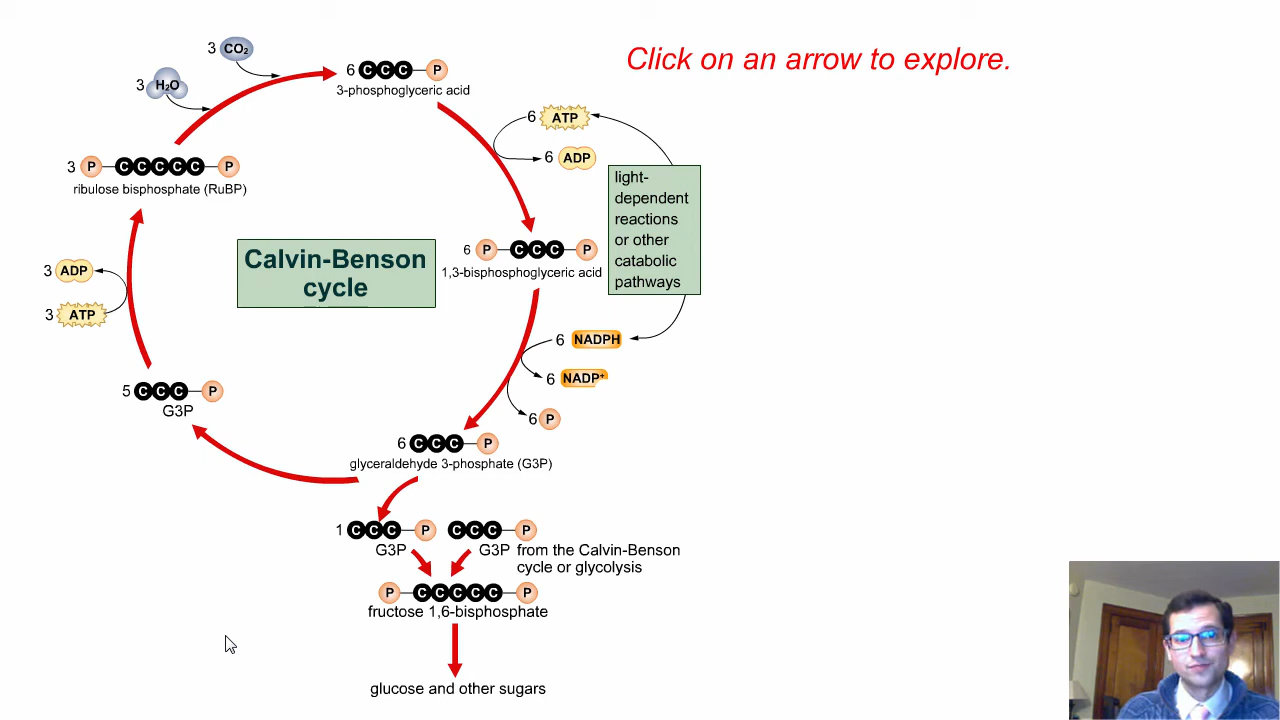 Click on an arrow to explore.
3 CO₂
3 H₂O
6 C C C P
3-phosphoglyceric acid
6 ATP
6 ADP
light-
dependent
reactions
or other
catabolic
pathways
3 P C C C C C P
ribulose bisphosphate (RuBP)
Calvin-Benson
cycle
6 P C C C P
1,3-bisphosphoglyceric acid
3 ADP
3 ATP
6 NADPH
6 NADP⁺
6 P
5 C C C P
G3P
6 C C C P
glyceraldehyde 3-phosphate (G3P)
1 C C C P C C C P
G3P G3P from the Calvin-Benson
cycle or glycolysis
P C C C C C P
fructose 1,6-bisphosphate
glucose and other sugars